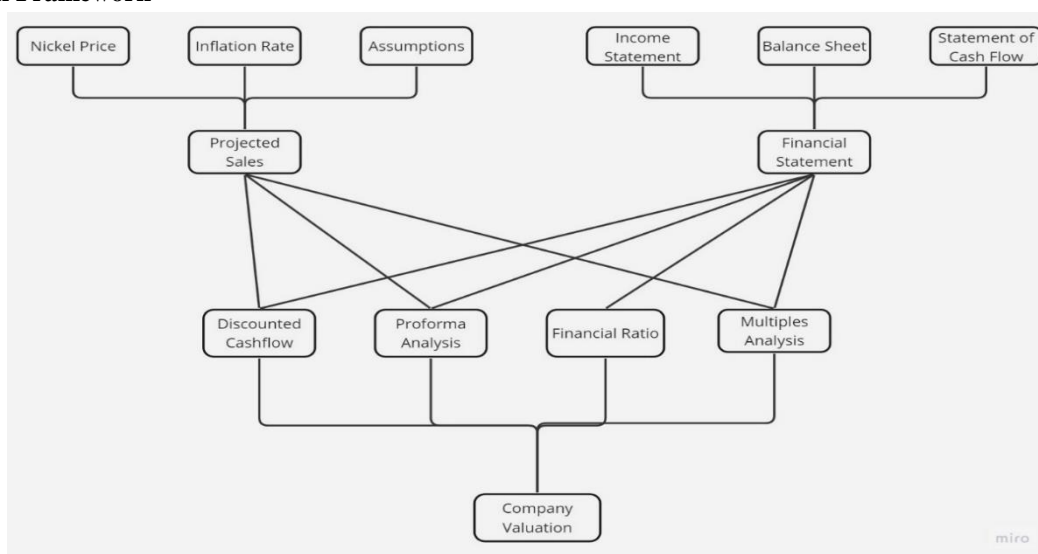 Nickel Price
Inflation Rate
Assumptions
Income
Statement
Balance Sheet
Statement of
Cash Flow
Projected
Sales
Financial
Statement
Discounted
Cashflow
Proforma
Analysis
Financial Ratio
Multiples
Analysis
Company
Valuation
miro